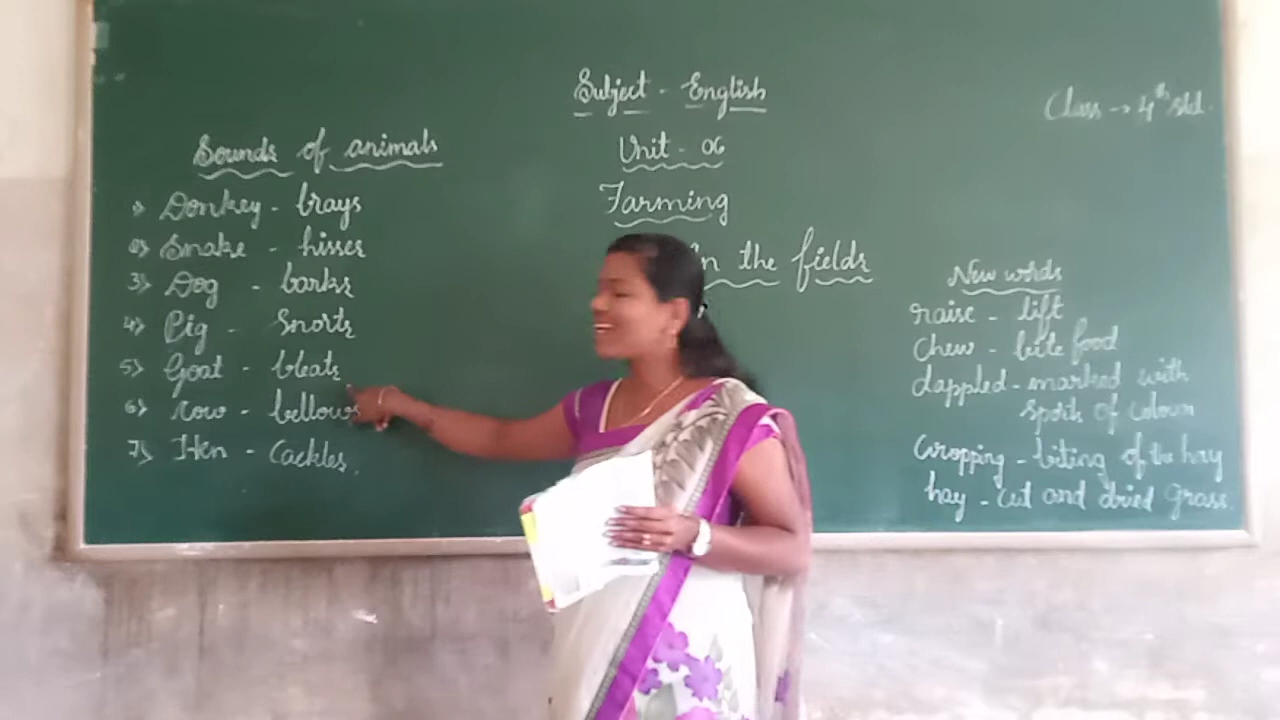 Subject - English
Class → 4th std.
Unit - 06
Farming
In the fields
Sounds of animals
1) Donkey - brays
2) Snake - hisses
3) Dog - barks
4) Pig - Snorts
5) Goat - bleats
6) Cow - bellows
7) Hen - Cackles.
New words
raise - lift
Chew - bite food
dappled - marked with
spots of colour
Cropping - biting of the hay
hay - cut and dried grass.